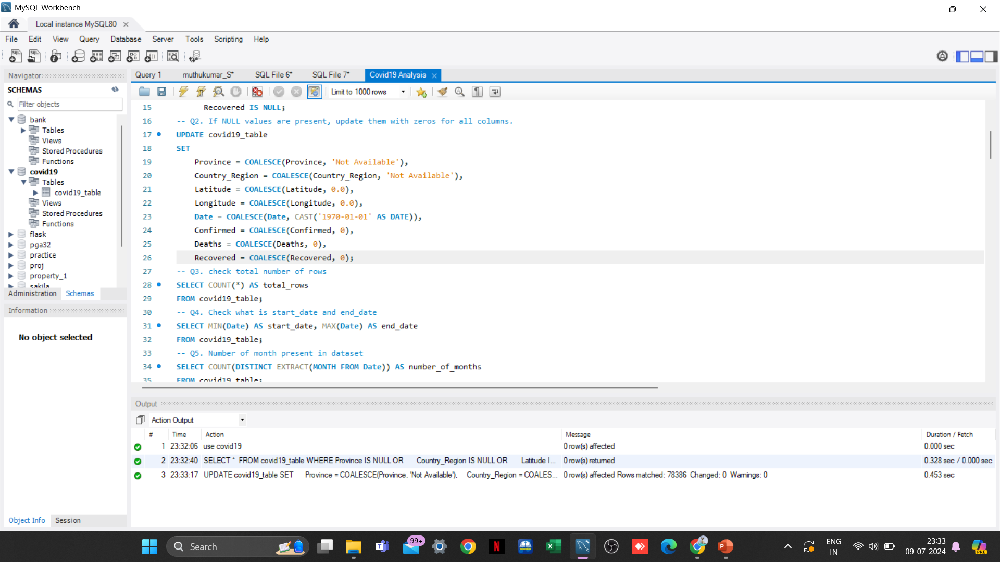 MySQL Workbench
Local instance MySQL80
File Edit View Query Database Server Tools Scripting Help
Navigator
SCHEMAS
Filter objects
bank
Tables
Views
Stored Procedures
Functions
covid19
Tables
covid19_table
Views
Stored Procedures
Functions
flask
pga32
practice
proj
property_1
sakila
Administration Schemas
Information
No object selected
Object Info Session
Query 1 muthukumar_S* SQL File 6* SQL File 7* Covid19 Analysis
Limit to 1000 rows
15 Recovered IS NULL;
16 -- Q2. If NULL values are present, update them with zeros for all columns.
17 UPDATE covid19_table
18 SET
19 Province = COALESCE(Province, 'Not Available'),
20 Country_Region = COALESCE(Country_Region, 'Not Available'),
21 Latitude = COALESCE(Latitude, 0.0),
22 Longitude = COALESCE(Longitude, 0.0),
23 Date = COALESCE(Date, CAST('1970-01-01' AS DATE)),
24 Confirmed = COALESCE(Confirmed, 0),
25 Deaths = COALESCE(Deaths, 0),
26 Recovered = COALESCE(Recovered, 0);
27 -- Q3. check total number of rows
28 SELECT COUNT(*) AS total_rows
29 FROM covid19_table;
30 -- Q4. Check what is start_date and end_date
31 SELECT MIN(Date) AS start_date, MAX(Date) AS end_date
32 FROM covid19_table;
33 -- Q5. Number of month present in dataset
34 SELECT COUNT(DISTINCT EXTRACT(MONTH FROM Date)) AS number_of_months
35 FROM covid19_table;
Output
Action Output
# Time Action Message Duration / Fetch
1 23:32:06 use covid19 0 row(s) affected 0.000 sec
2 23:32:40 SELECT * FROM covid19_table WHERE Province IS NULL OR Country_Region IS NULL OR Latitude I... 0 row(s) returned 0.328 sec / 0.000 sec
3 23:33:17 UPDATE covid19_table SET Province = COALESCE(Province, 'Not Available'), Country_Region = COALES... 0 row(s) affected Rows matched: 78386 Changed: 0 Warnings: 0 0.453 sec
Search
99+
ENG
IN
23:33
09-07-2024
PRE